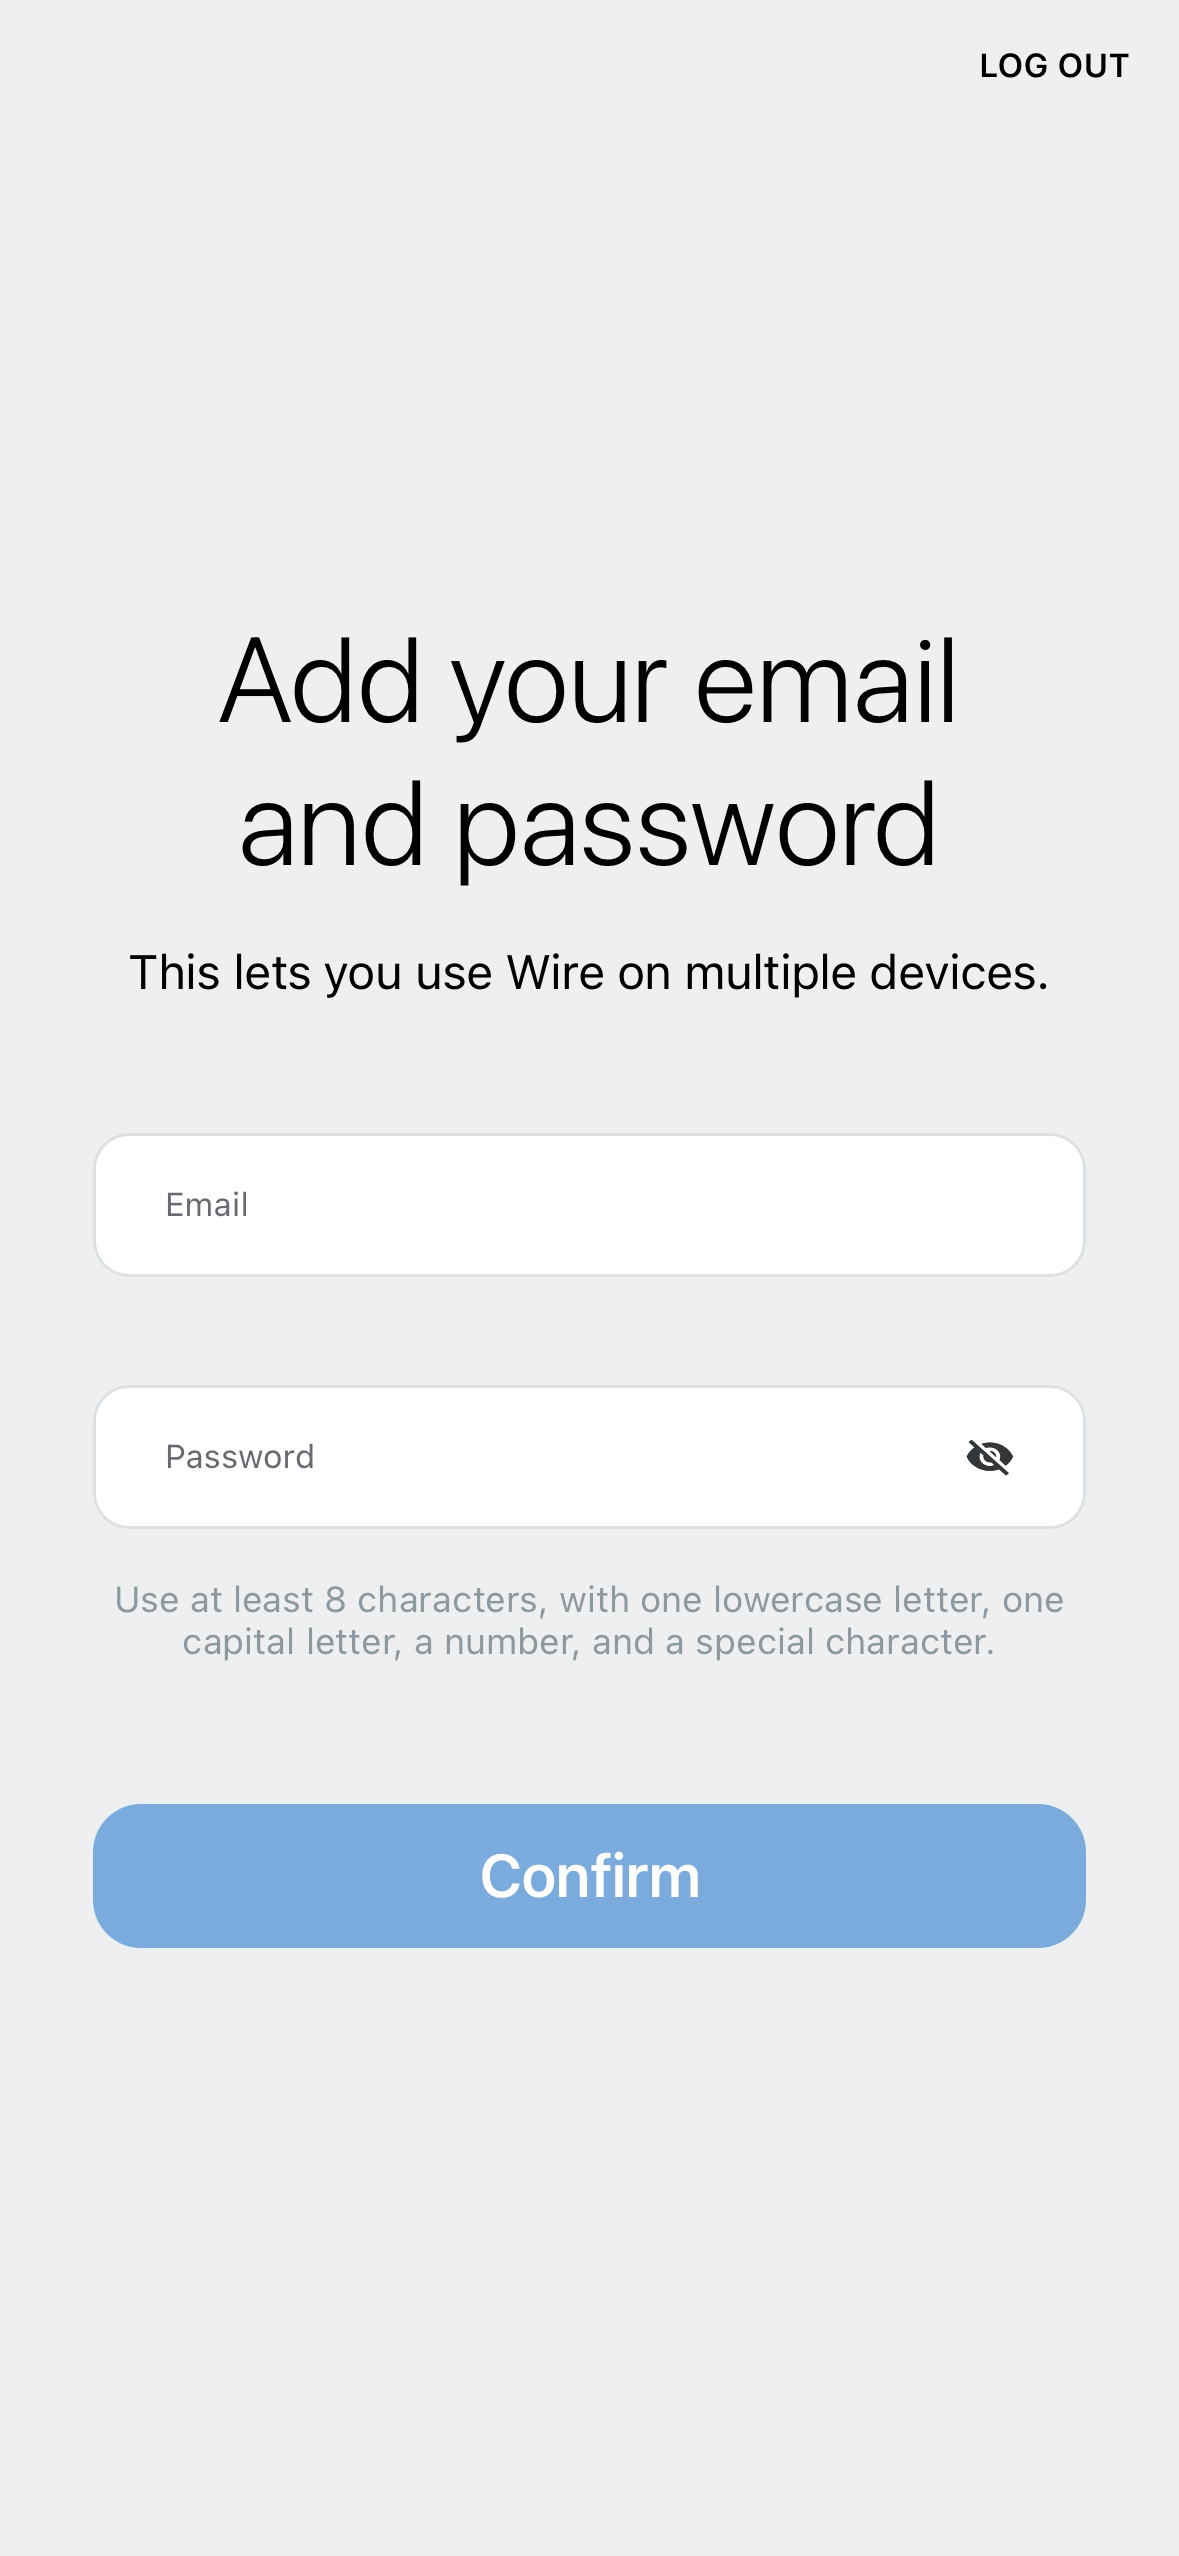 LOG OUT
Add your email
and password
This lets you use Wire on multiple devices.
Email
Password
Use at least 8 characters, with one lowercase letter, one
capital letter, a number, and a special character.
Confirm